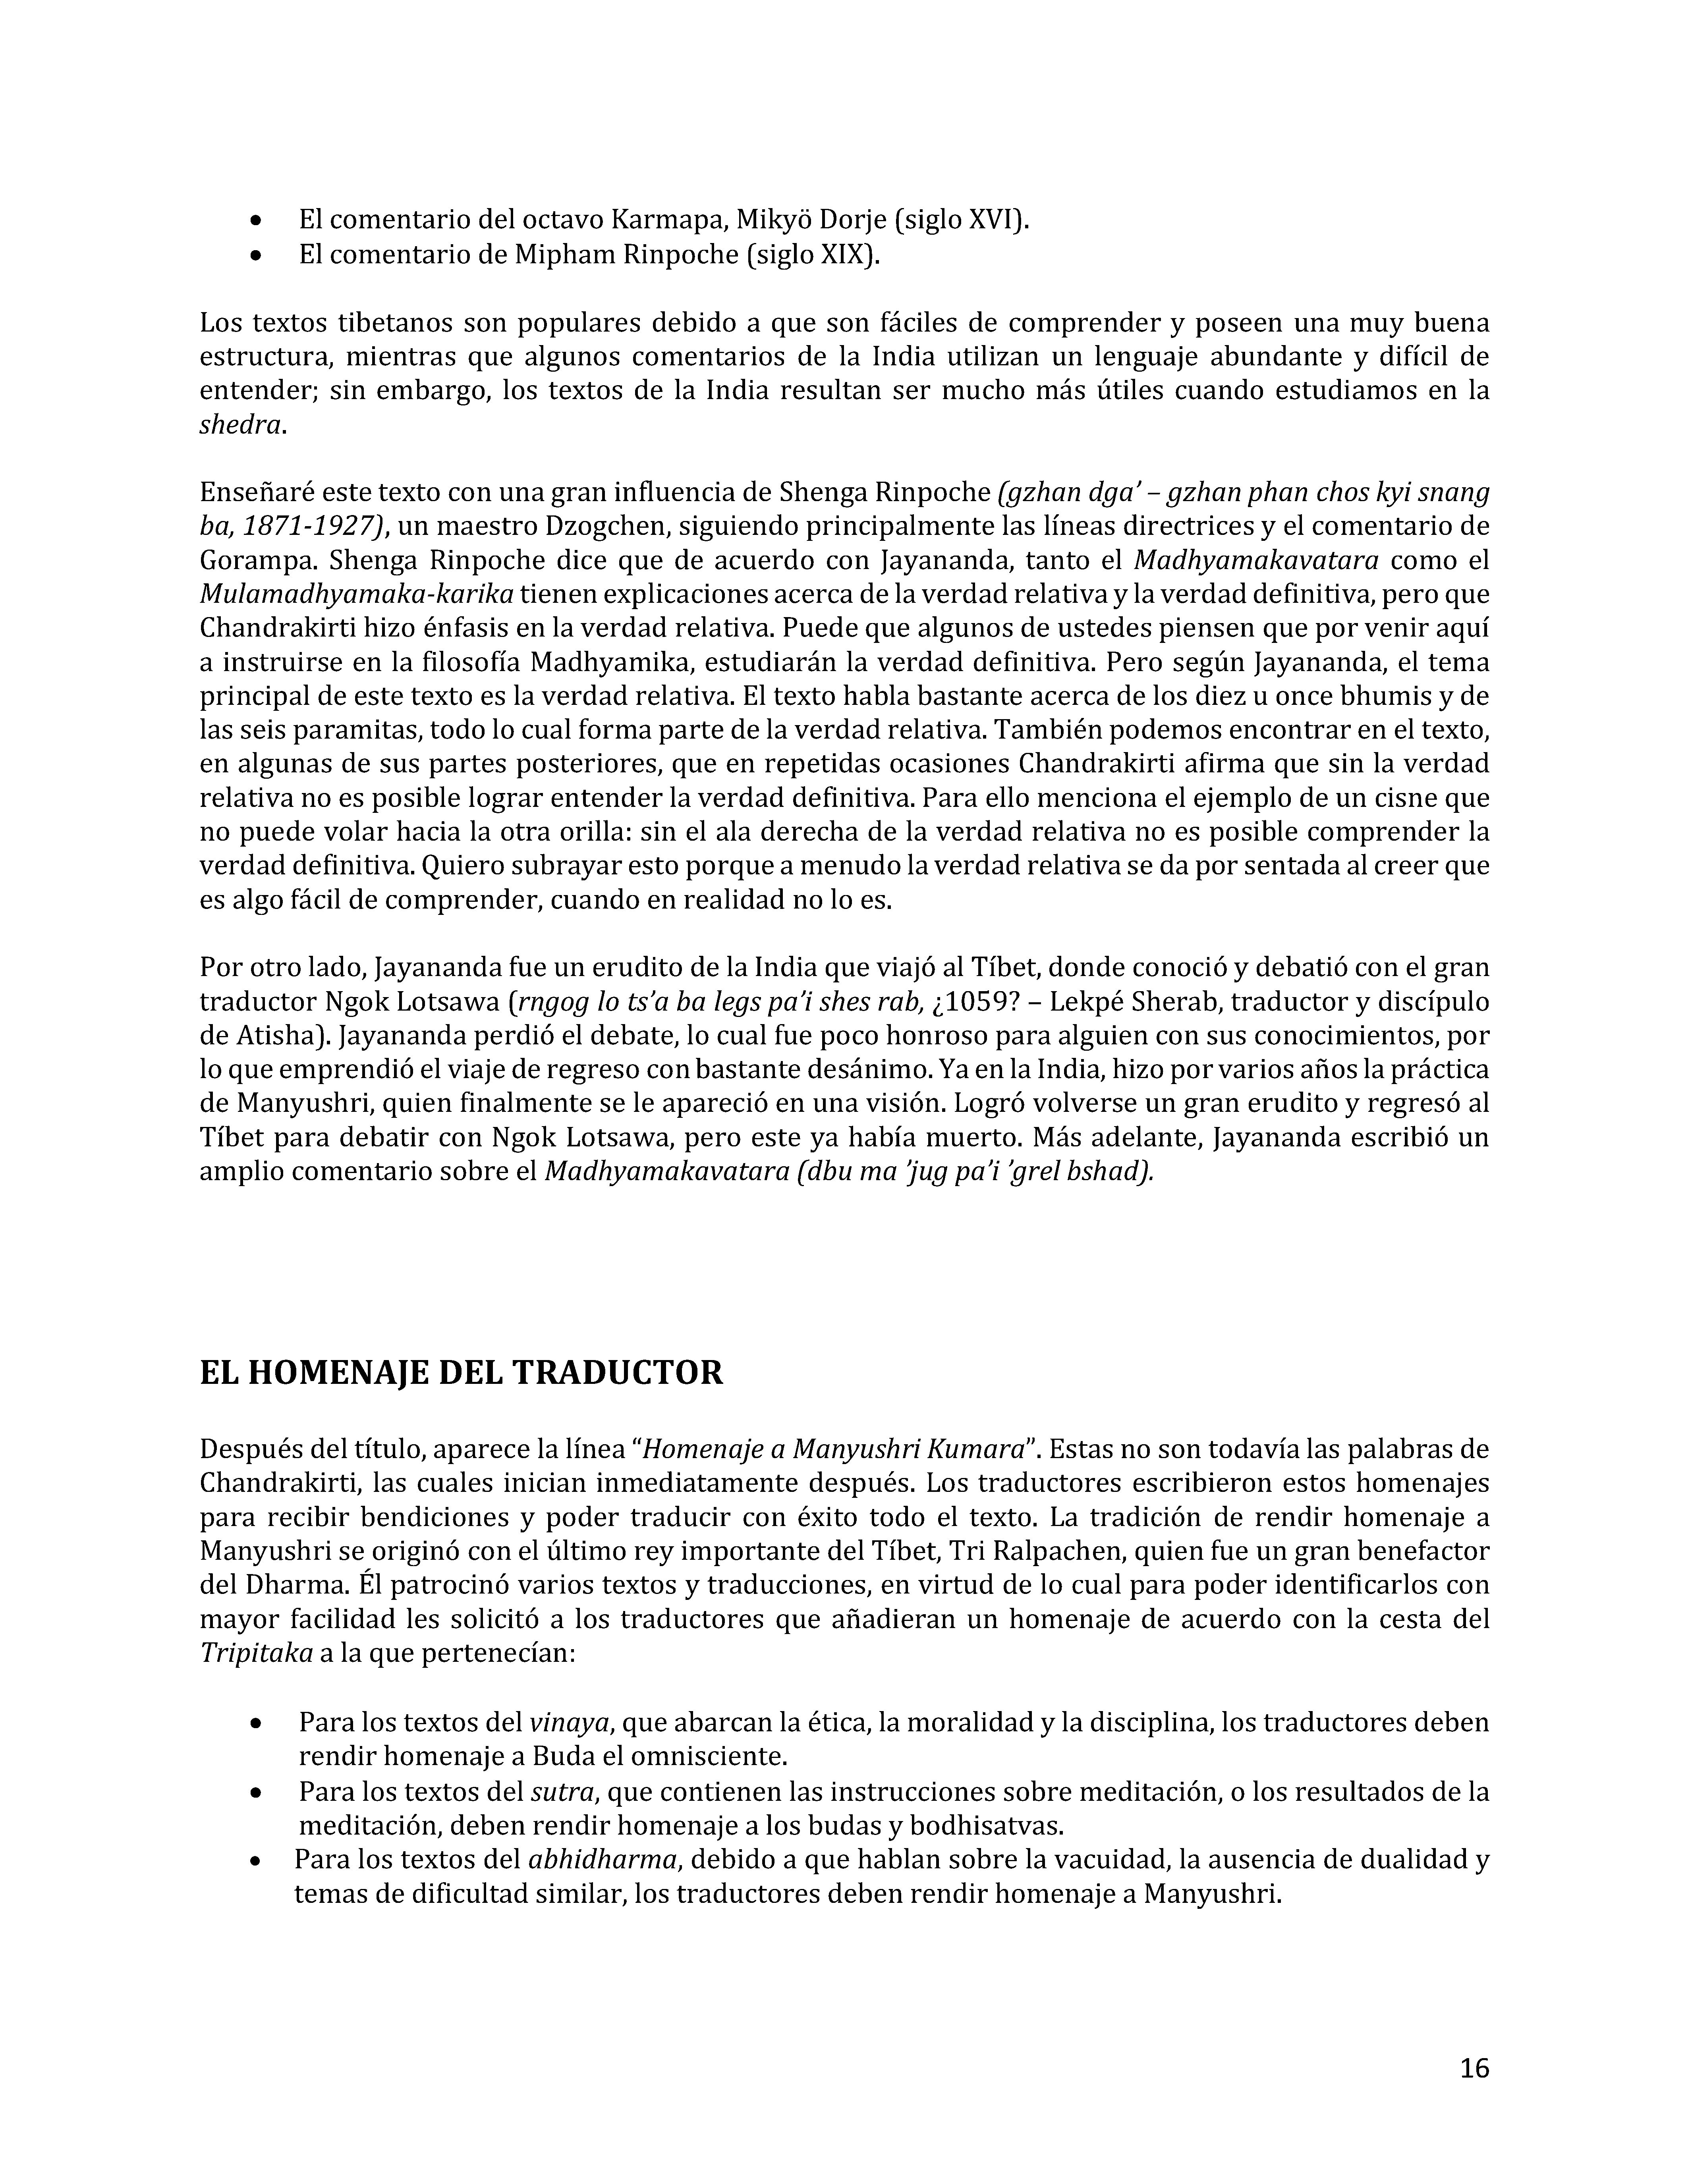 • El comentario del octavo Karmapa, Mikyö Dorje (siglo XVI).
• El comentario de Mipham Rinpoche (siglo XIX).
Los textos tibetanos son populares debido a que son fáciles de comprender y poseen una muy buena
estructura, mientras que algunos comentarios de la India utilizan un lenguaje abundante y difícil de
entender; sin embargo, los textos de la India resultan ser mucho más útiles cuando estudiamos en la
shedra.
Enseñaré este texto con una gran influencia de Shenga Rinpoche (gzhan dga’ – gzhan phan chos kyi snang
ba, 1871-1927), un maestro Dzogchen, siguiendo principalmente las líneas directrices y el comentario de
Gorampa. Shenga Rinpoche dice que de acuerdo con Jayananda, tanto el Madhyamakavatara como el
Mulamadhyamaka-karika tienen explicaciones acerca de la verdad relativa y la verdad definitiva, pero que
Chandrakirti hizo énfasis en la verdad relativa. Puede que algunos de ustedes piensen que por venir aquí
a instruirse en la filosofía Madhyamika, estudiarán la verdad definitiva. Pero según Jayananda, el tema
principal de este texto es la verdad relativa. El texto habla bastante acerca de los diez u once bhumis y de
las seis paramitas, todo lo cual forma parte de la verdad relativa. También podemos encontrar en el texto,
en algunas de sus partes posteriores, que en repetidas ocasiones Chandrakirti afirma que sin la verdad
relativa no es posible lograr entender la verdad definitiva. Para ello menciona el ejemplo de un cisne que
no puede volar hacia la otra orilla: sin el ala derecha de la verdad relativa no es posible comprender la
verdad definitiva. Quiero subrayar esto porque a menudo la verdad relativa se da por sentada al creer que
es algo fácil de comprender, cuando en realidad no lo es.
Por otro lado, Jayananda fue un erudito de la India que viajó al Tíbet, donde conoció y debatió con el gran
traductor Ngok Lotsawa (rngog lo ts’a ba legs pa’i shes rab, ¿1059? – Lekpé Sherab, traductor y discípulo
de Atisha). Jayananda perdió el debate, lo cual fue poco honroso para alguien con sus conocimientos, por
lo que emprendió el viaje de regreso con bastante desánimo. Ya en la India, hizo por varios años la práctica
de Manyushri, quien finalmente se le apareció en una visión. Logró volverse un gran erudito y regresó al
Tíbet para debatir con Ngok Lotsawa, pero este ya había muerto. Más adelante, Jayananda escribió un
amplio comentario sobre el Madhyamakavatara (dbu ma ’jug pa’i ’grel bshad).
EL HOMENAJE DEL TRADUCTOR
Después del título, aparece la línea “Homenaje a Manyushri Kumara”. Estas no son todavía las palabras de
Chandrakirti, las cuales inician inmediatamente después. Los traductores escribieron estos homenajes
para recibir bendiciones y poder traducir con éxito todo el texto. La tradición de rendir homenaje a
Manyushri se originó con el último rey importante del Tíbet, Tri Ralpachen, quien fue un gran benefactor
del Dharma. Él patrocinó varios textos y traducciones, en virtud de lo cual para poder identificarlos con
mayor facilidad les solicitó a los traductores que añadieran un homenaje de acuerdo con la cesta del
Tripitaka a la que pertenecían:
• Para los textos del vinaya, que abarcan la ética, la moralidad y la disciplina, los traductores deben
rendir homenaje a Buda el omnisciente.
• Para los textos del sutra, que contienen las instrucciones sobre meditación, o los resultados de la
meditación, deben rendir homenaje a los budas y bodhisatvas.
• Para los textos del abhidharma, debido a que hablan sobre la vacuidad, la ausencia de dualidad y
temas de dificultad similar, los traductores deben rendir homenaje a Manyushri.
16